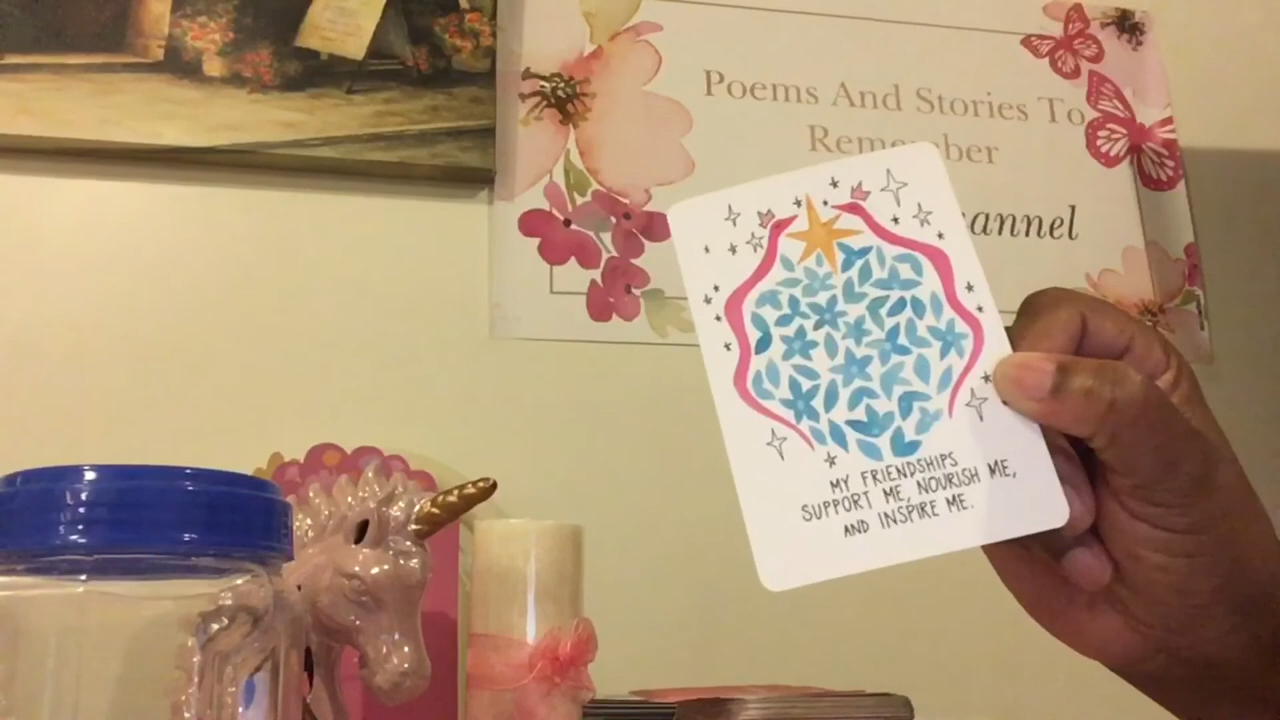 Poems And Stories To
Remember
annel
MY FRIENDSHIPS
SUPPORT ME, NOURISH ME,
AND INSPIRE ME.